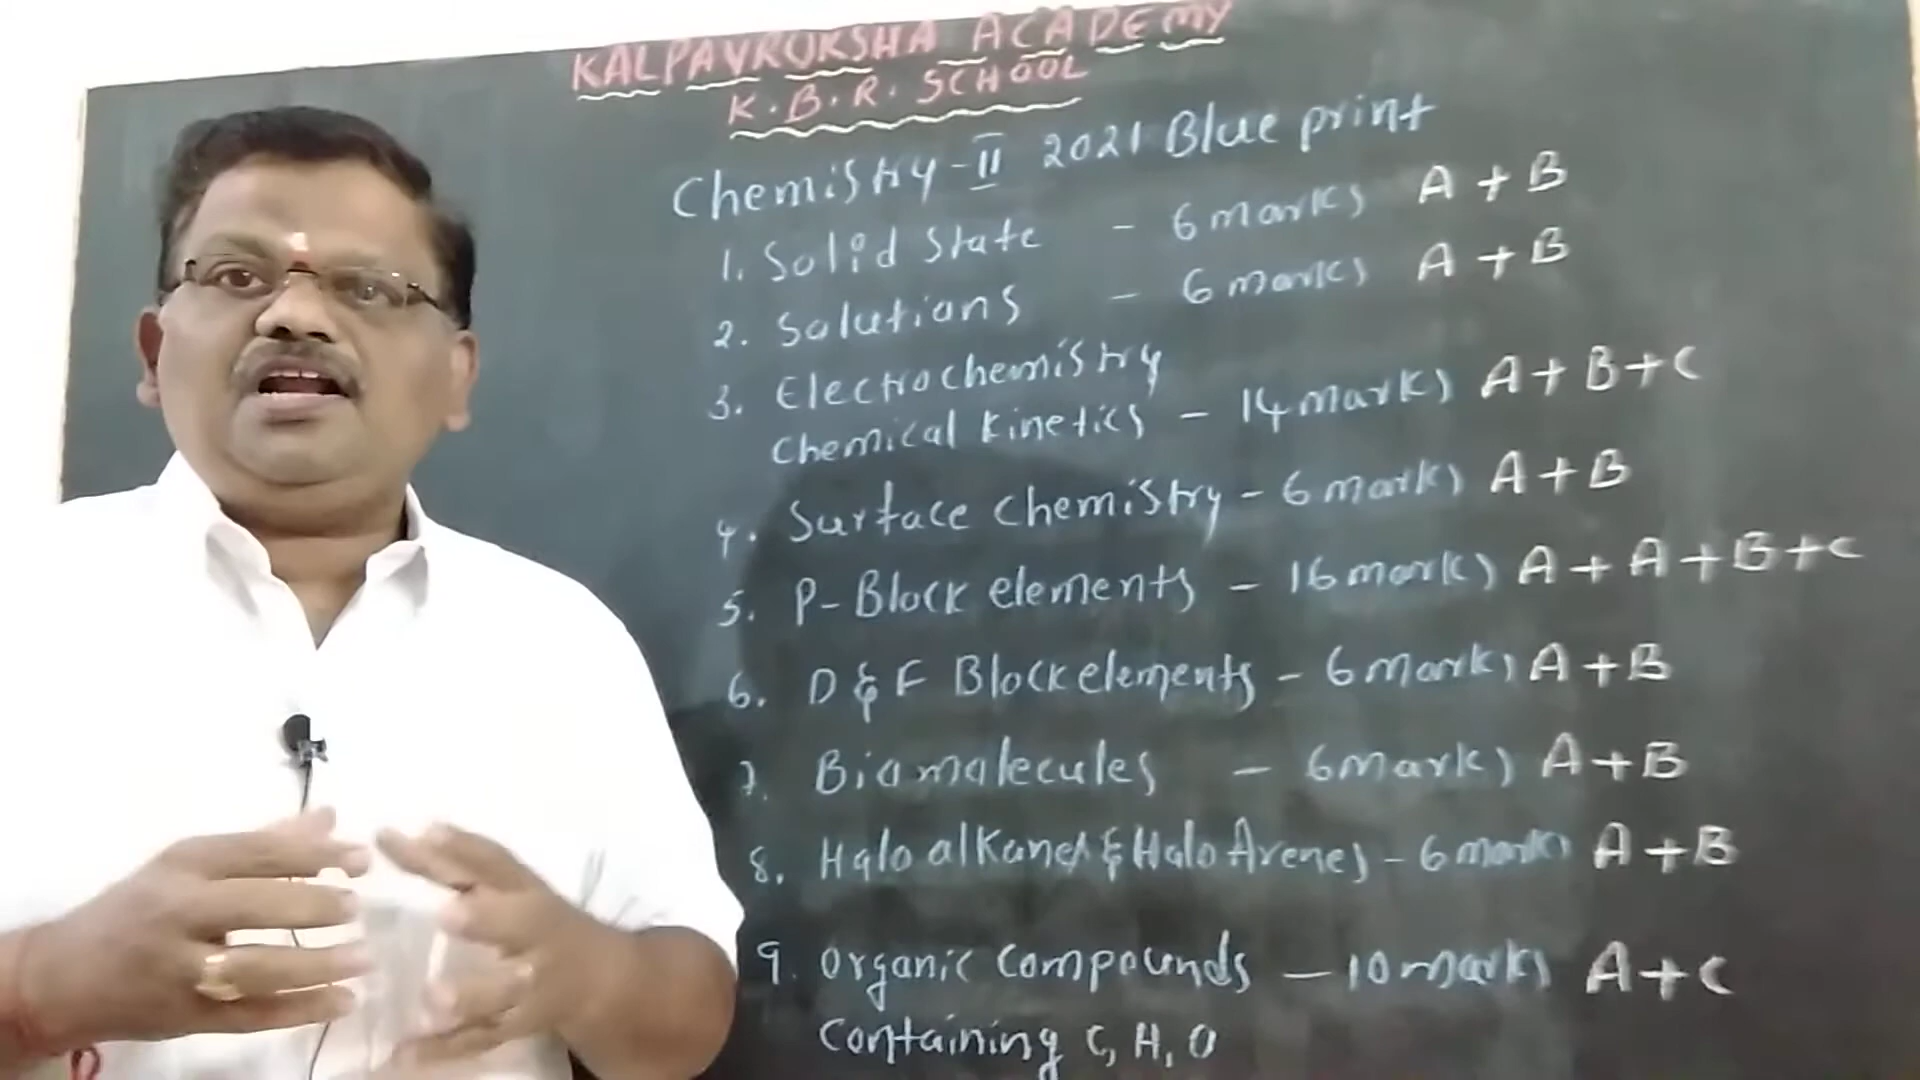 KALPAVRUKSHA ACADEMY
K.B.R. SCHOOL
Chemistry-II 2021 Blue print
1. Solid State - 6 marks A + B
2. Solutions - 6 marks A + B
3. Electrochemistry
Chemical Kinetics - 14 marks A + B + C
4. Surface chemistry - 6 marks A + B
5. P-Block elements - 16 marks A + A + B + C
6. D & F Block elements - 6 marks A + B
7. Biomolecules - 6 marks A + B
8. Halo alkanes & Halo Arenes - 6 marks A + B
9. Organic compounds - 10 marks A + C
Containing C, H, O